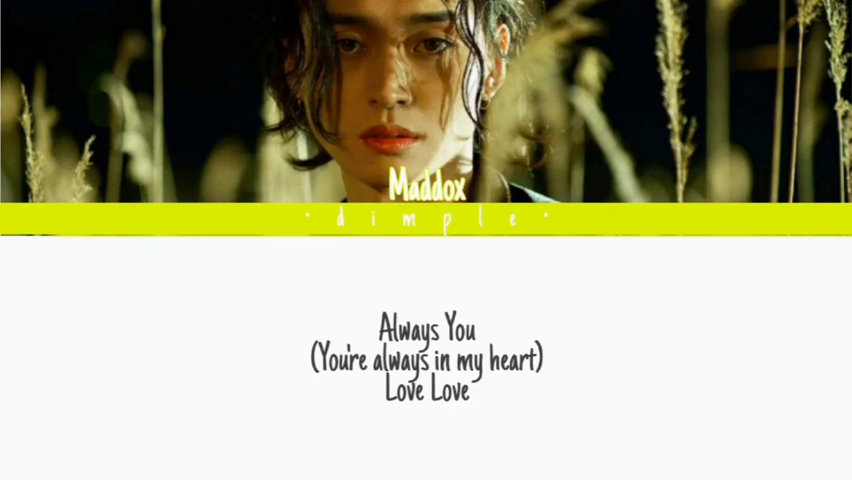 Maddox
· d i m p l e ·
Always You
(You're always in my heart)
Love Love